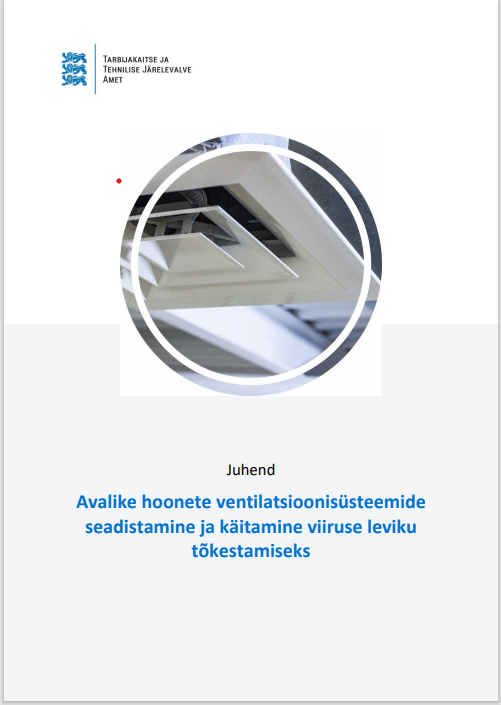 TARBIJAKAITSE JA
TEHNILISE JÄRELEVALVE
AMET
Juhend
Avalike hoonete ventilatsioonisüsteemide
seadistamine ja käitamine viiruse leviku
tõkestamiseks